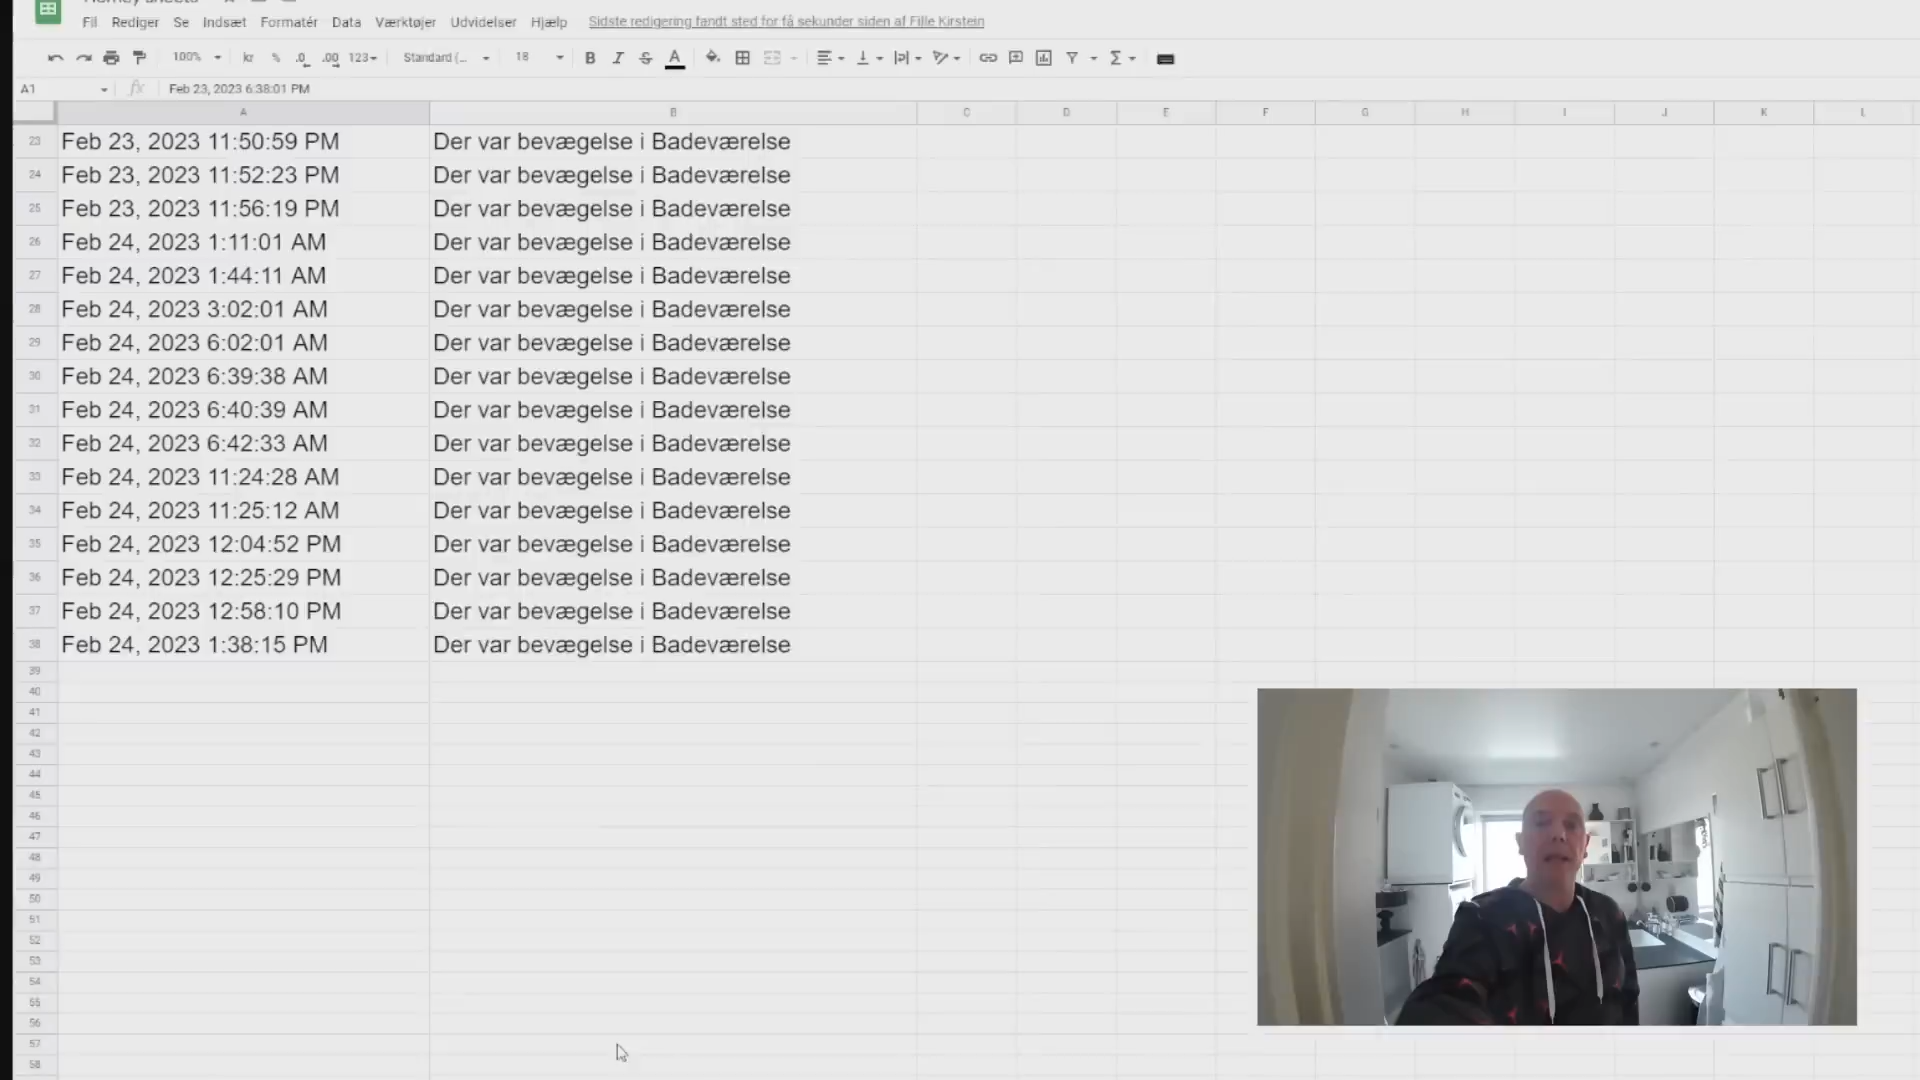 Fil Rediger Se Indsæt Formatér Data Værktøjer Udvidelser Hjælp Sidste redigering fandt sted for få sekunder siden af Fille Kirstein
100% kr % .0 .00 123 Standard (... 18 B I S A
A1 fx Feb 23, 2023 6:38:01 PM
A B C D E F G H I J K L
23 Feb 23, 2023 11:50:59 PM Der var bevægelse i Badeværelse
24 Feb 23, 2023 11:52:23 PM Der var bevægelse i Badeværelse
25 Feb 23, 2023 11:56:19 PM Der var bevægelse i Badeværelse
26 Feb 24, 2023 1:11:01 AM Der var bevægelse i Badeværelse
27 Feb 24, 2023 1:44:11 AM Der var bevægelse i Badeværelse
28 Feb 24, 2023 3:02:01 AM Der var bevægelse i Badeværelse
29 Feb 24, 2023 6:02:01 AM Der var bevægelse i Badeværelse
30 Feb 24, 2023 6:39:38 AM Der var bevægelse i Badeværelse
31 Feb 24, 2023 6:40:39 AM Der var bevægelse i Badeværelse
32 Feb 24, 2023 6:42:33 AM Der var bevægelse i Badeværelse
33 Feb 24, 2023 11:24:28 AM Der var bevægelse i Badeværelse
34 Feb 24, 2023 11:25:12 AM Der var bevægelse i Badeværelse
35 Feb 24, 2023 12:04:52 PM Der var bevægelse i Badeværelse
36 Feb 24, 2023 12:25:29 PM Der var bevægelse i Badeværelse
37 Feb 24, 2023 12:58:10 PM Der var bevægelse i Badeværelse
38 Feb 24, 2023 1:38:15 PM Der var bevægelse i Badeværelse
39
40
41
42
43
44
45
46
47
48
49
50
51
52
53
54
55
56
57
58